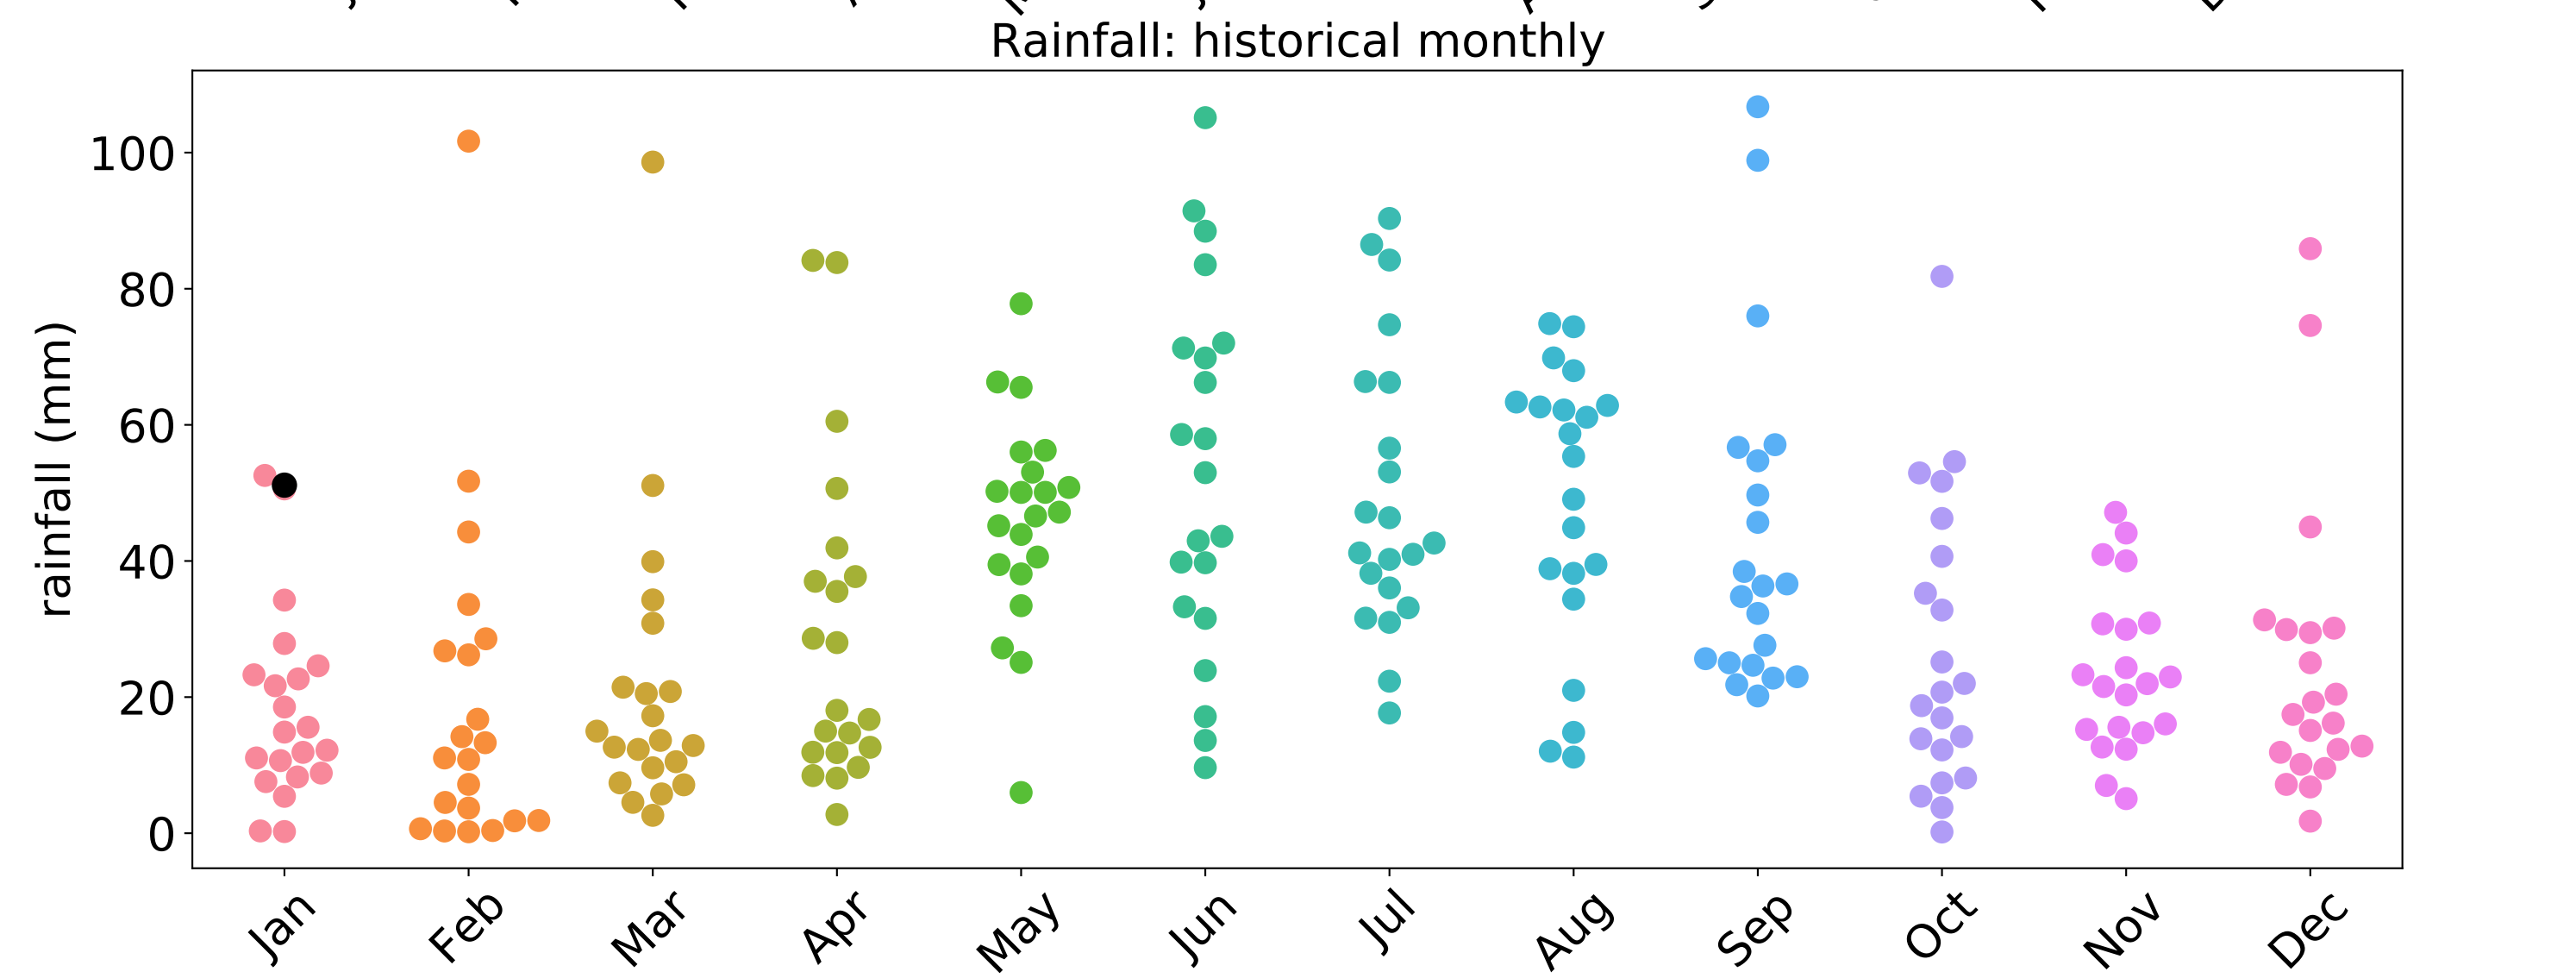 Rainfall: historical monthly
rainfall (mm)
100
80
60
40
20
0
Jan
Feb
Mar
Apr
May
Jun
Jul
Aug
Sep
Oct
Nov
Dec